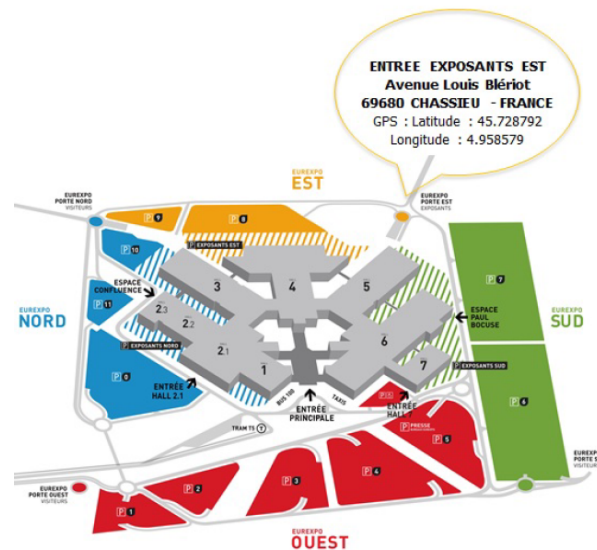 ENTREE EXPOSANTS EST
Avenue Louis Blériot
69680 CHASSIEU - FRANCE
GPS : Latitude : 45.728792
Longitude : 4.958579
EUREXPO
EST
EUREXPO
PORTE NORD
VISITEURS
EUREXPO
PORTE EST
EXPOSANTS
P 9
P 8
P EXPOSANTS EST
P 10
ESPACE
CONFLUENCE
3
4
5
P 7
P 11
EUREXPO
NORD
2.3
2.2
2.1
1
6
7
ESPACE
PAUL
BOCUSE
EUREXPO
SUD
P EXPOSANTS NORD
P EXPOSANTS SUD
P 0
ENTRÉE
HALL 2.1
BUS 100
TAXIS
ENTRÉE
PRINCIPALE
ENTRÉE
HALL 7
TRAM T5 T
P PRESSE
P 5
P 6
P 4
P 3
P 2
P 1
EUREXPO
PORTE OUEST
VISITEURS
EUREXPO
PORTE S
VISITEURS
EUREXPO
OUEST